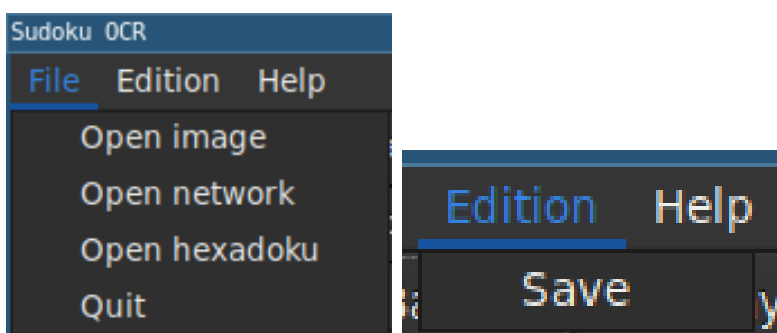 Sudoku OCR
File Edition Help
Open image
Open network
Open hexadoku
Quit
Edition Help
Save